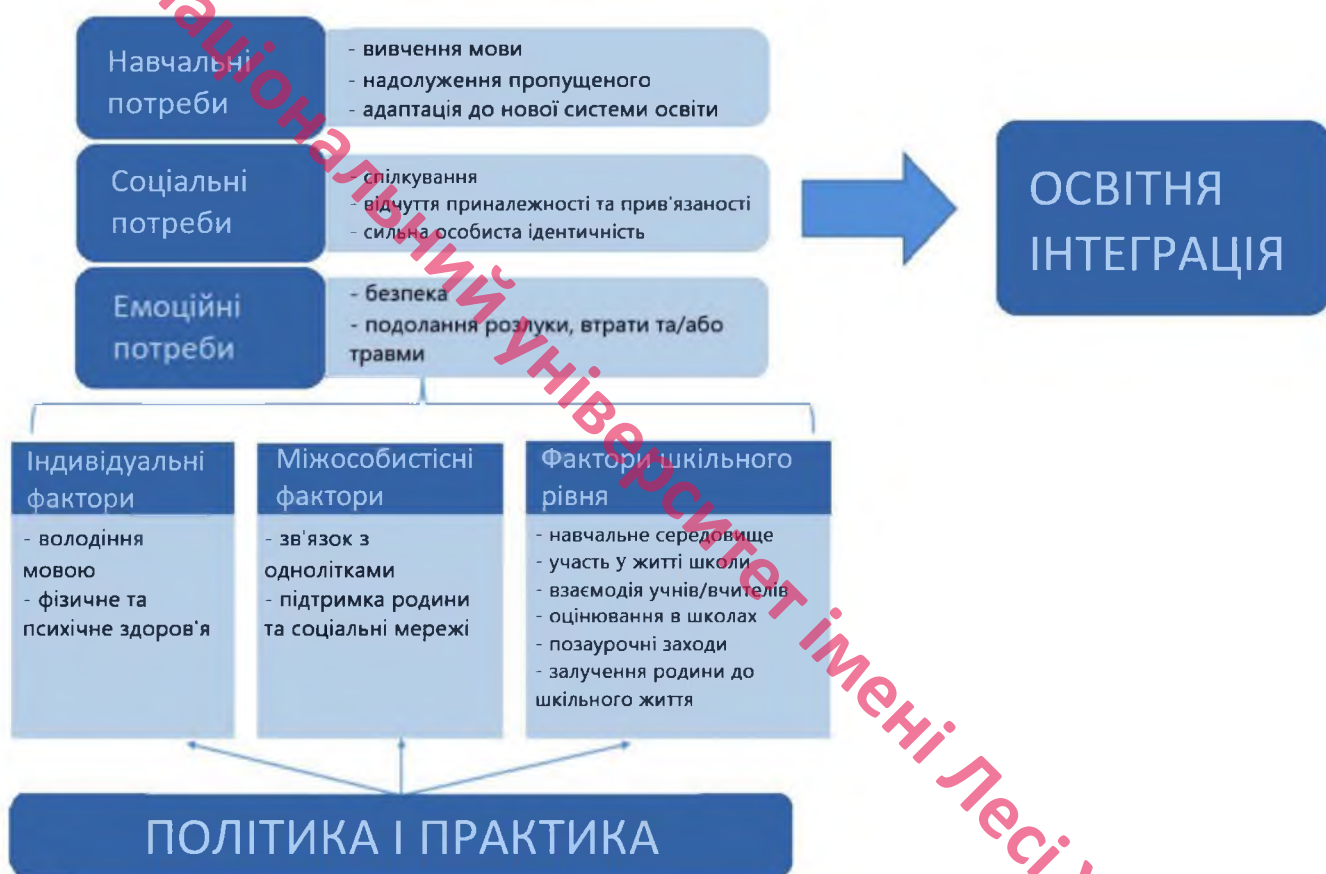 Навчальні
потреби
- вивчення мови
- надолуження пропущеного
- адаптація до нової системи освіти
Соціальні
потреби
- спілкування
- відчуття приналежності та прив'язаності
- сильна особиста ідентичність
Емоційні
потреби
- безпека
- подолання розлуки, втрати та/або
травми
ОСВІТНЯ
ІНТЕГРАЦІЯ
Індивідуальні
фактори
- володіння
мовою
- фізичне та
психічне здоров'я
Міжособистісні
фактори
- зв'язок з
однолітками
- підтримка родини
та соціальні мережі
Фактори шкільного
рівня
- навчальне середовище
- участь у житті школи
- взаємодія учнів/вчителів
- оцінювання в школах
- позаурочні заходи
- залучення родини до
шкільного життя
ПОЛІТИКА І ПРАКТИКА
національний університет імені Лесі